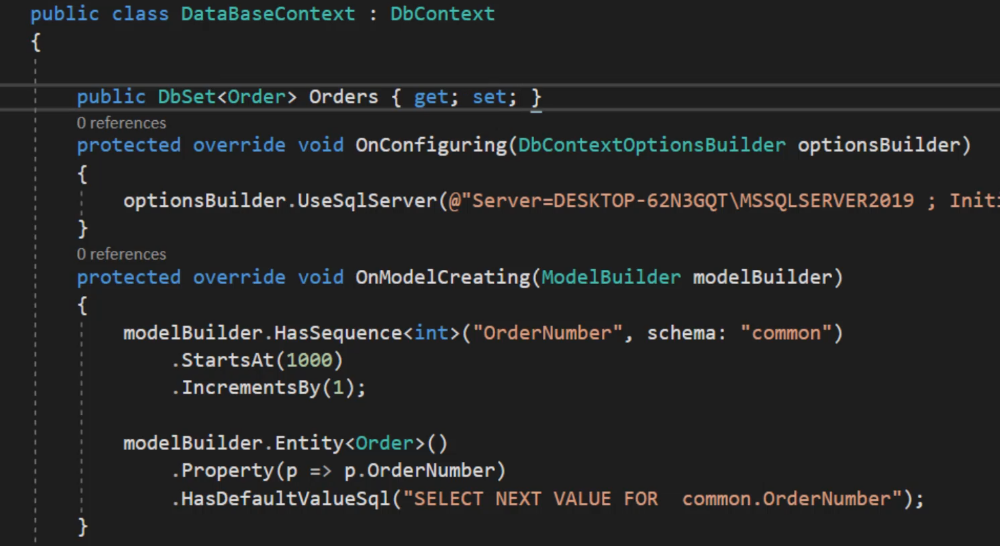 public class DataBaseContext : DbContext
{
public DbSet<Order> Orders { get; set; }
0 references
protected override void OnConfiguring(DbContextOptionsBuilder optionsBuilder)
{
optionsBuilder.UseSqlServer(@"Server=DESKTOP-62N3GQT\MSSQLSERVER2019 ; Initi
}
0 references
protected override void OnModelCreating(ModelBuilder modelBuilder)
{
modelBuilder.HasSequence<int>("OrderNumber", schema: "common")
.StartsAt(1000)
.IncrementsBy(1);
modelBuilder.Entity<Order>()
.Property(p => p.OrderNumber)
.HasDefaultValueSql("SELECT NEXT VALUE FOR  common.OrderNumber");
}